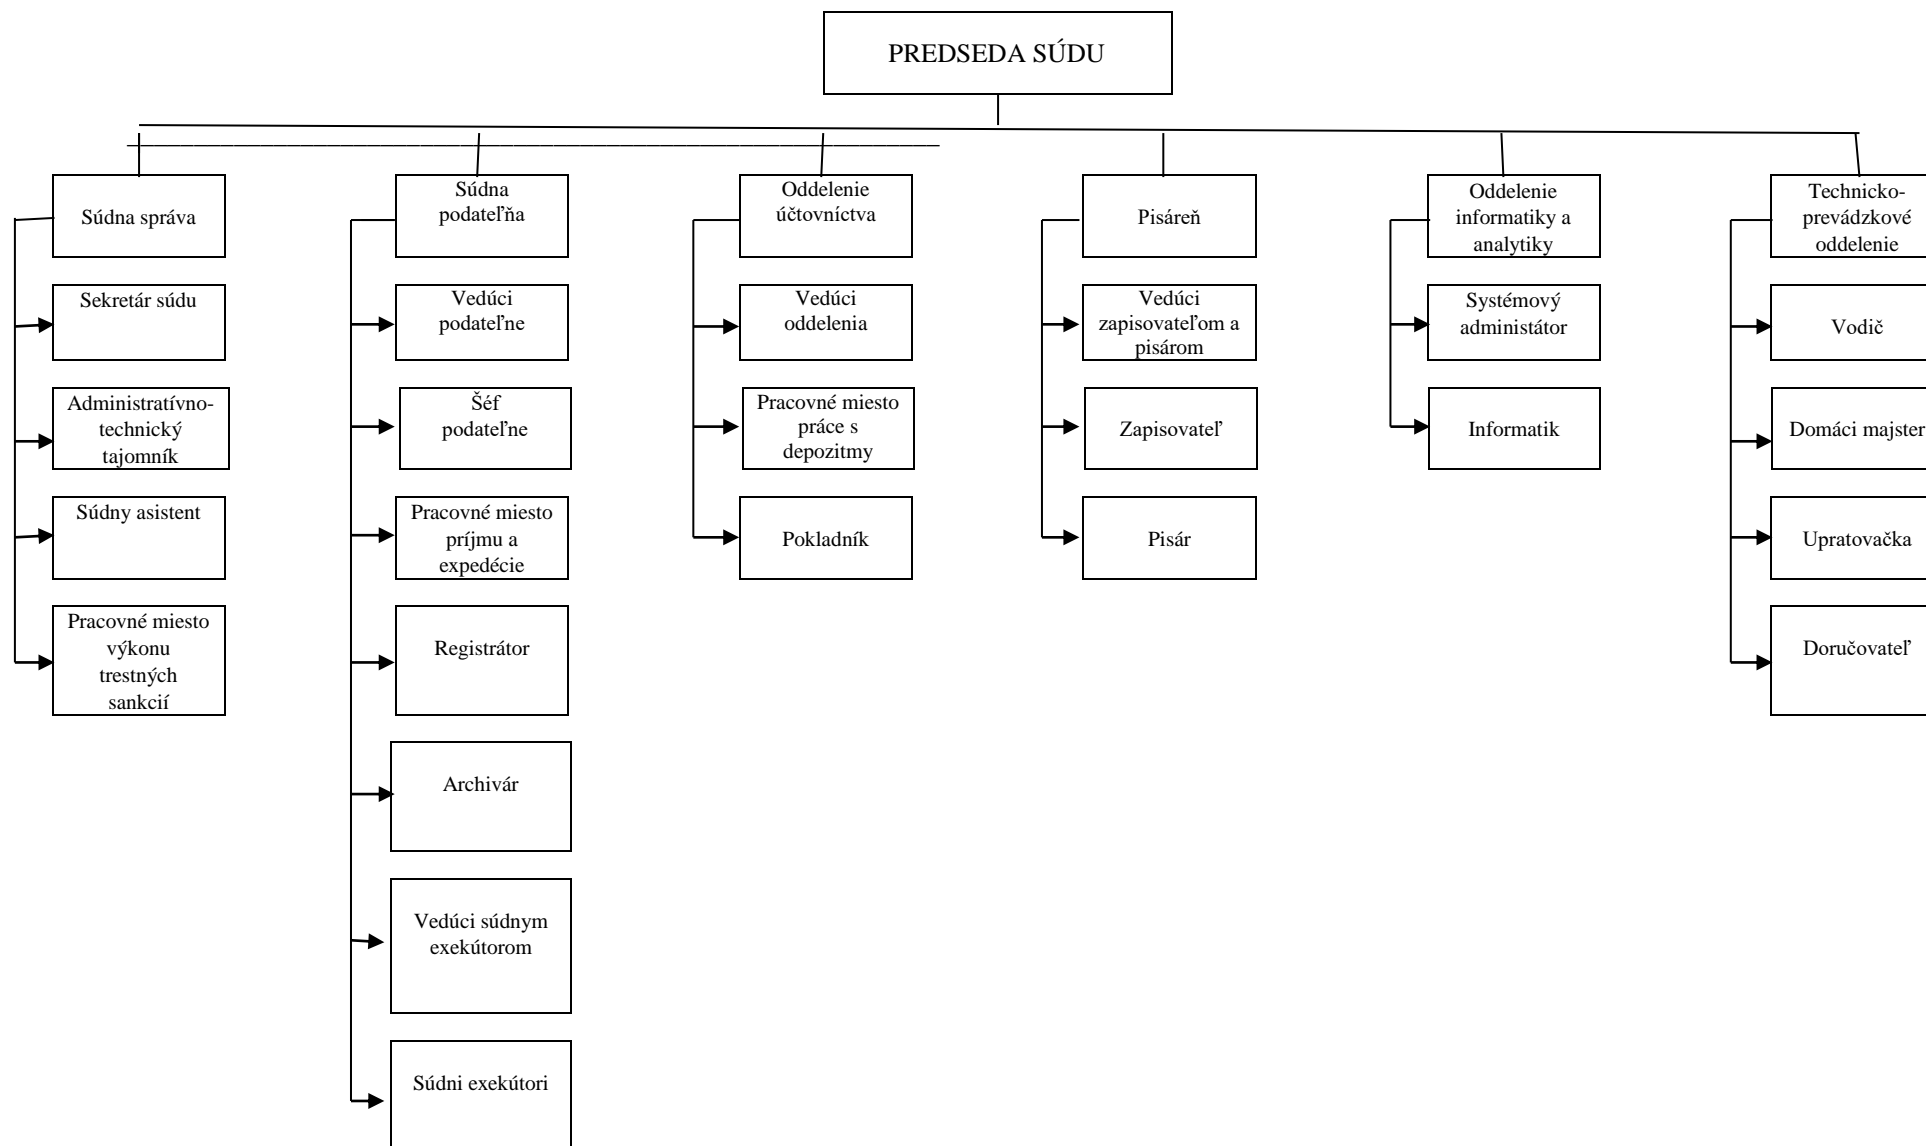 PREDSEDA SÚDU
Súdna správa
Sekretár súdu
Administratívno-
technický
tajomník
Súdny asistent
Pracovné miesto
výkonu
trestných
sankcií
Súdna
podateľňa
Vedúci
podateľne
Šéf
podateľne
Pracovné miesto
príjmu a
expedécie
Registrátor
Archivár
Vedúci súdnym
exekútorom
Súdni exekútori
Oddelenie
účtovníctva
Vedúci
oddelenia
Pracovné miesto
práce s
depozitmy
Pokladník
Pisáreň
Vedúci
zapisovateľom a
pisárom
Zapisovateľ
Pisár
Oddelenie
informatiky a
analytiky
Systémový
administátor
Informatik
Technicko-
prevádzkové
oddelenie
Vodič
Domáci majster
Upratovačka
Doručovateľ